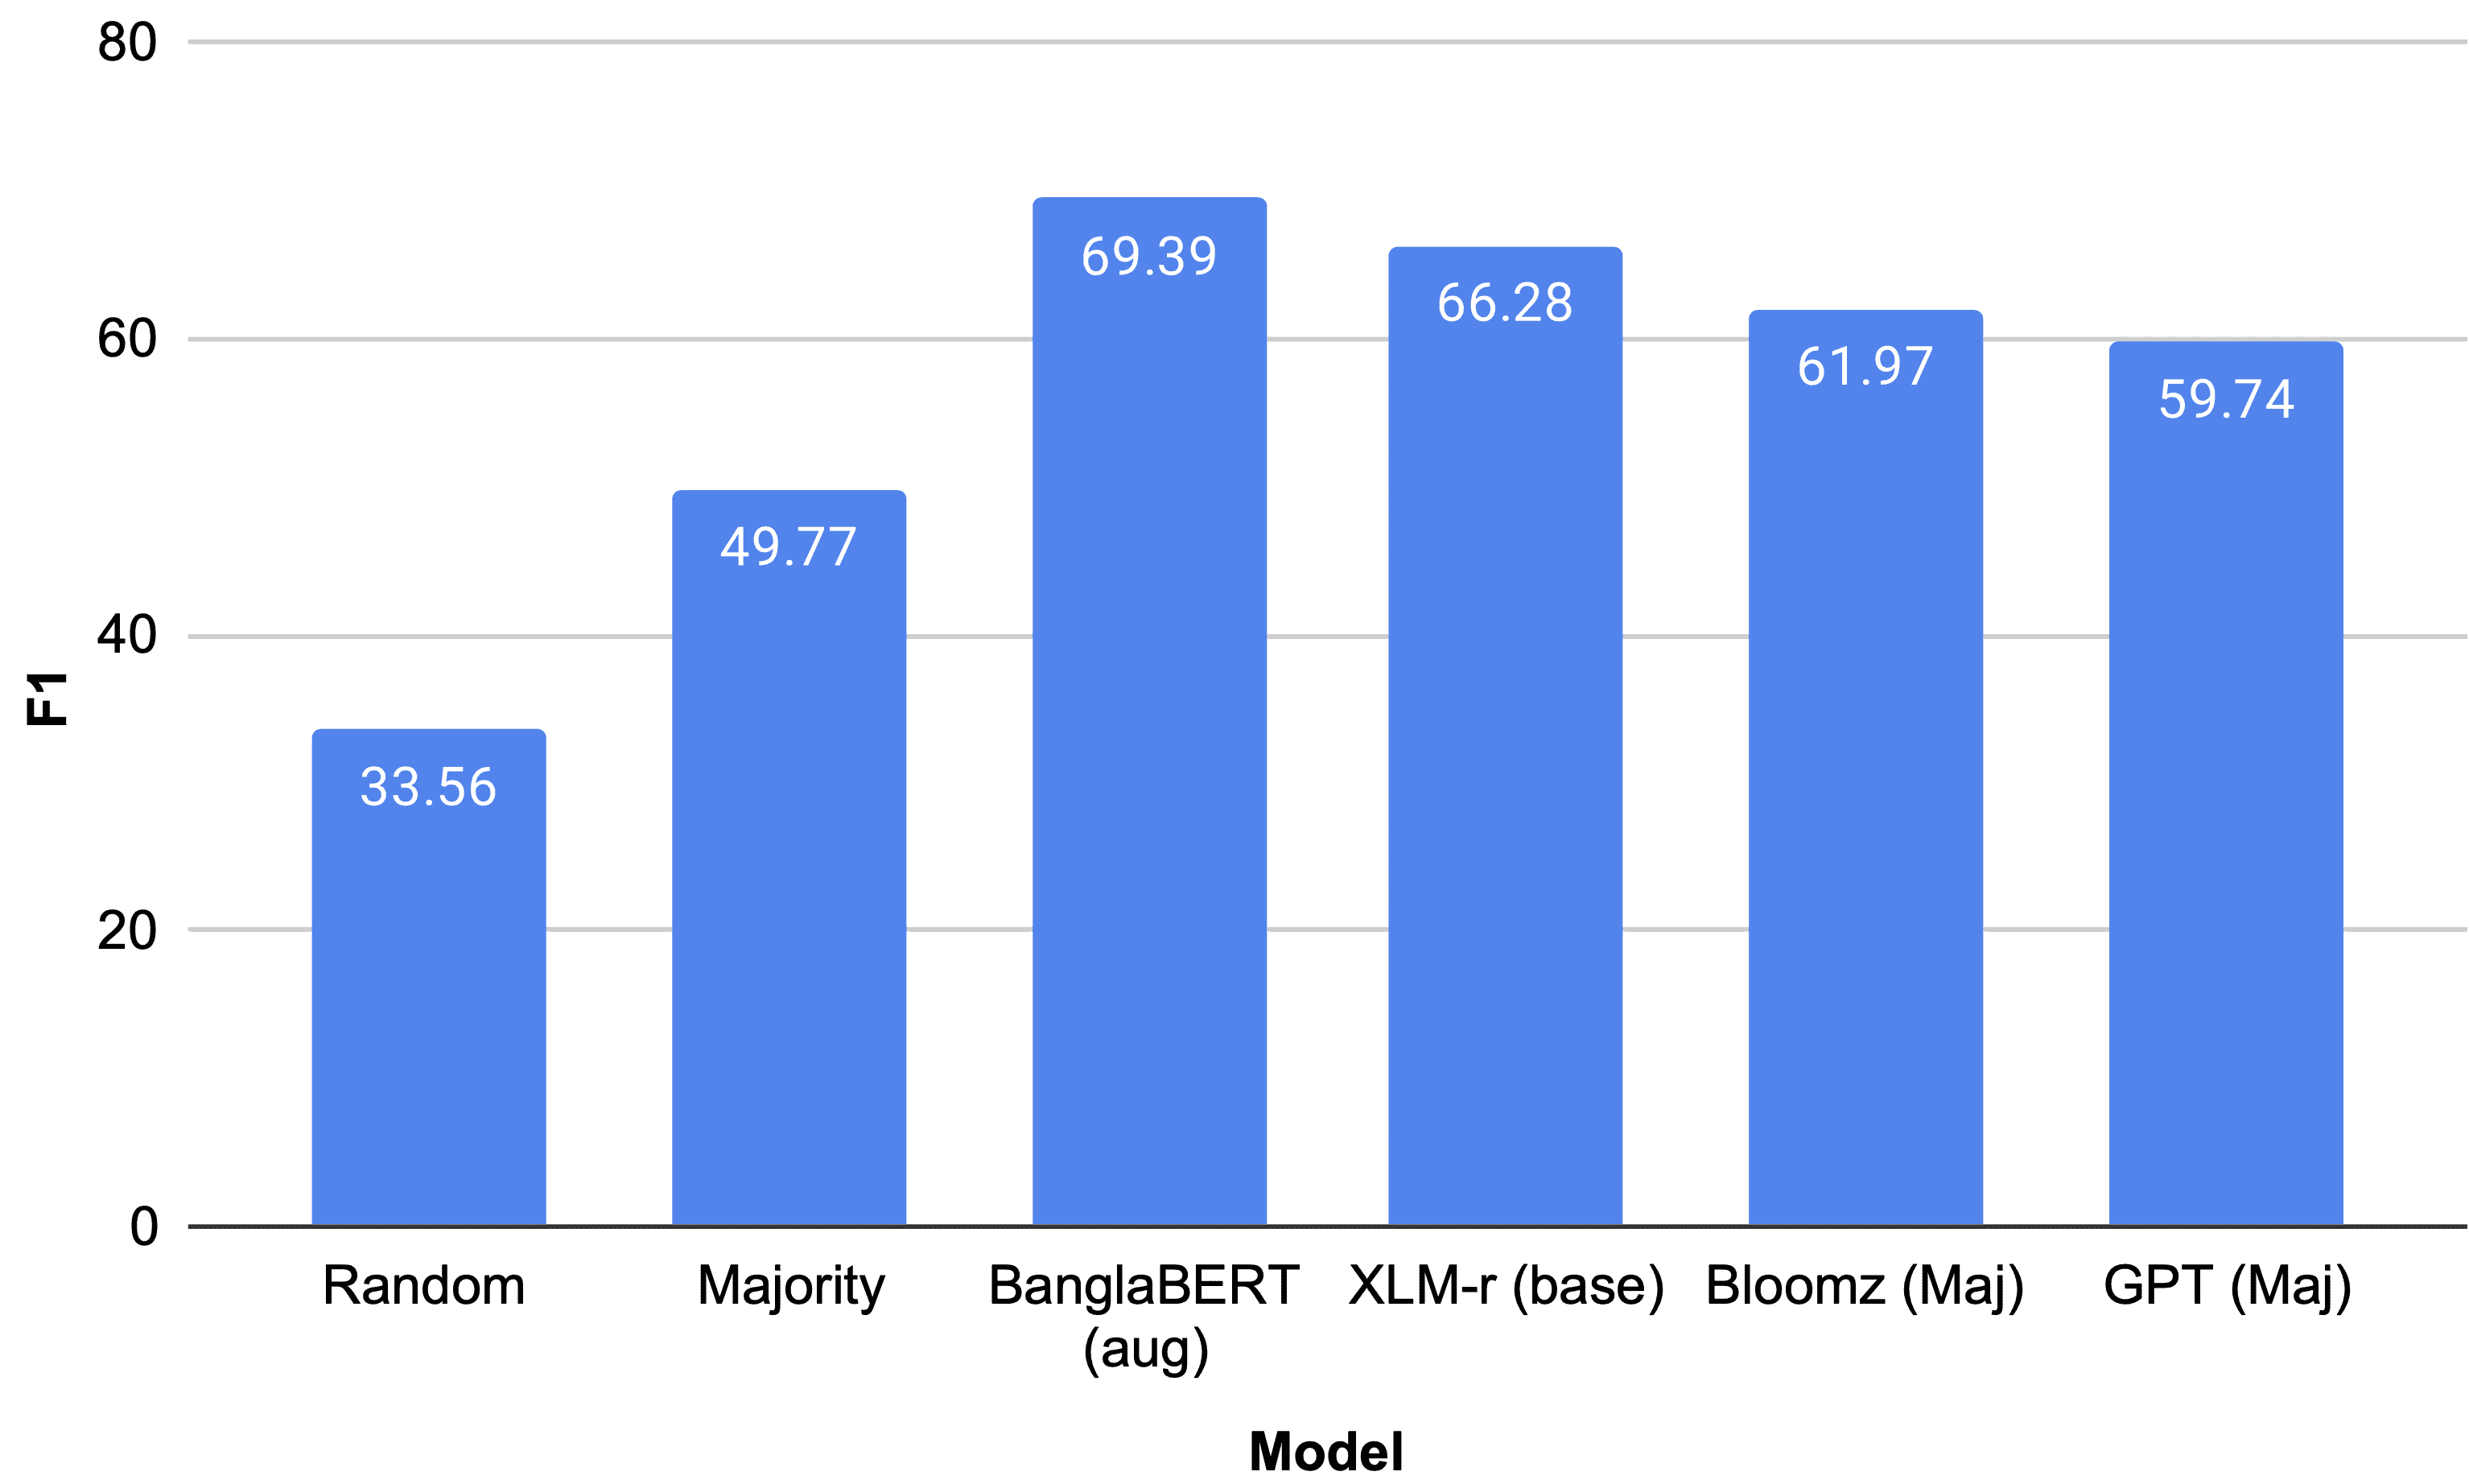 80
60
40
20
0
F1
33.56
49.77
69.39
66.28
61.97
59.74
Random
Majority
BanglaBERT
(aug)
XLM-r (base)
Bloomz (Maj)
GPT (Maj)
Model